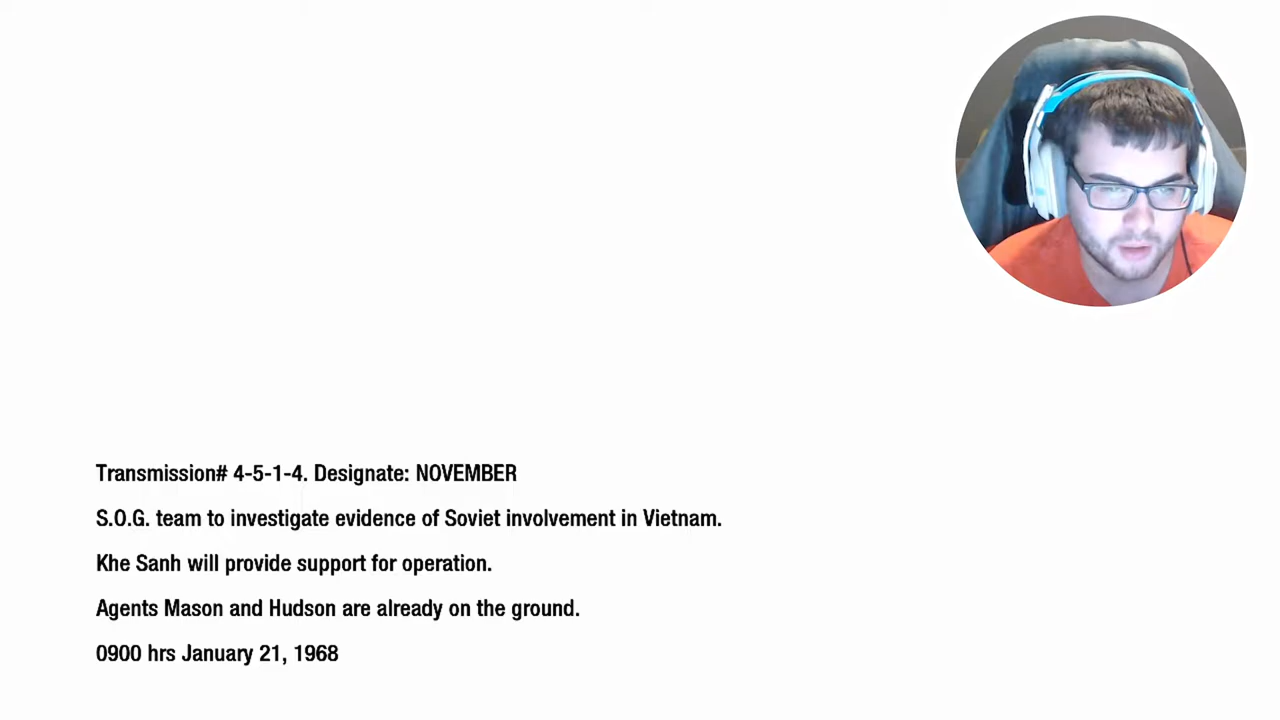 Transmission# 4-5-1-4. Designate: NOVEMBER
S.O.G. team to investigate evidence of Soviet involvement in Vietnam.
Khe Sanh will provide support for operation.
Agents Mason and Hudson are already on the ground.
0900 hrs January 21, 1968